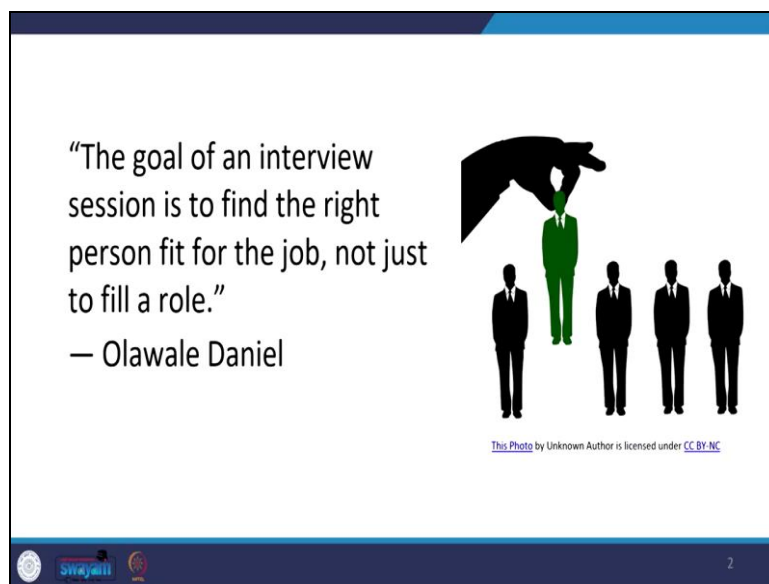 “The goal of an interview
session is to find the right
person fit for the job, not just
to fill a role.”
— Olawale Daniel
This Photo by Unknown Author is licensed under CC BY-NC
swayam
2